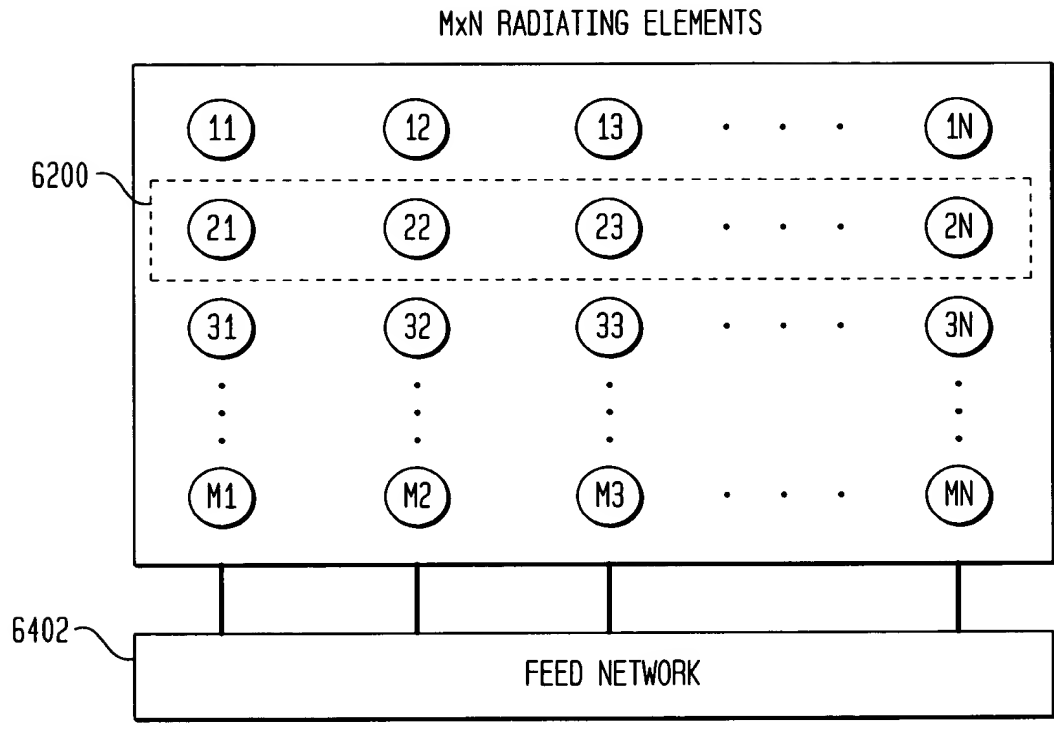 MxN RADIATING ELEMENTS
11 12 13 . . . 1N
6200
21 22 23 . . . 2N
31 32 33 . . . 3N
M1 M2 M3 . . . MN
6402
FEED NETWORK